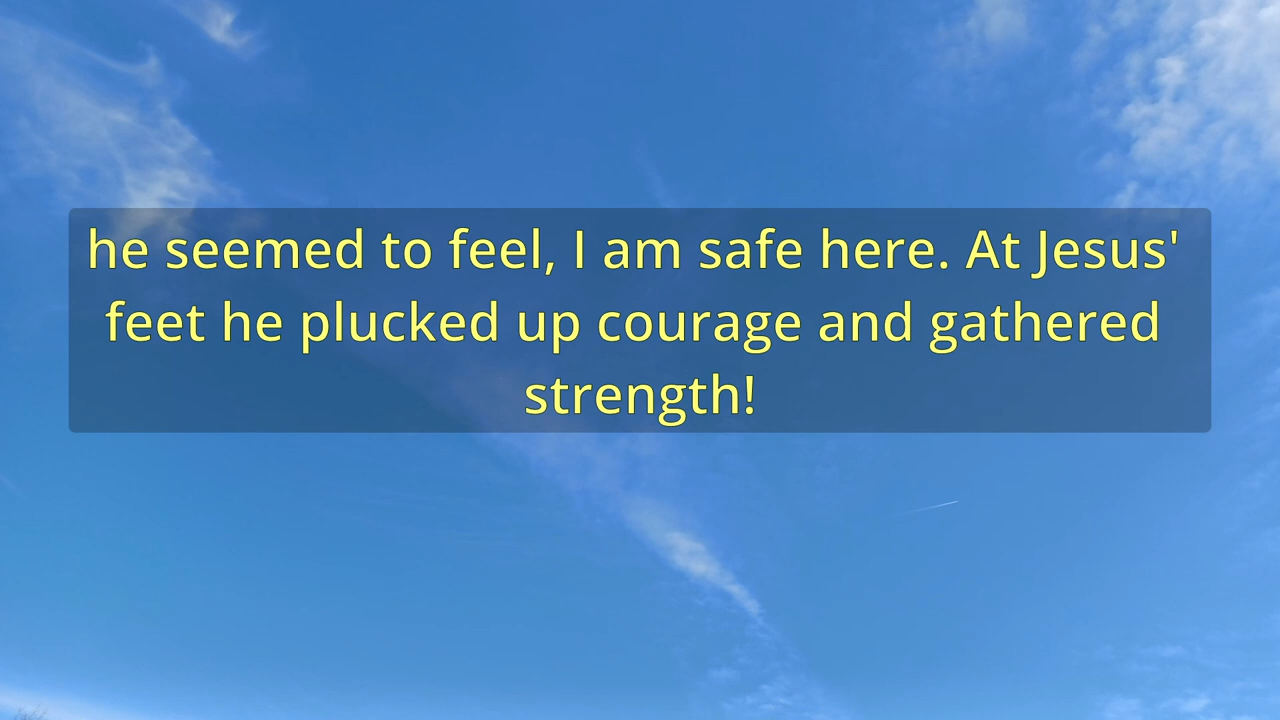 he seemed to feel, I am safe here. At Jesus'
feet he plucked up courage and gathered
strength!